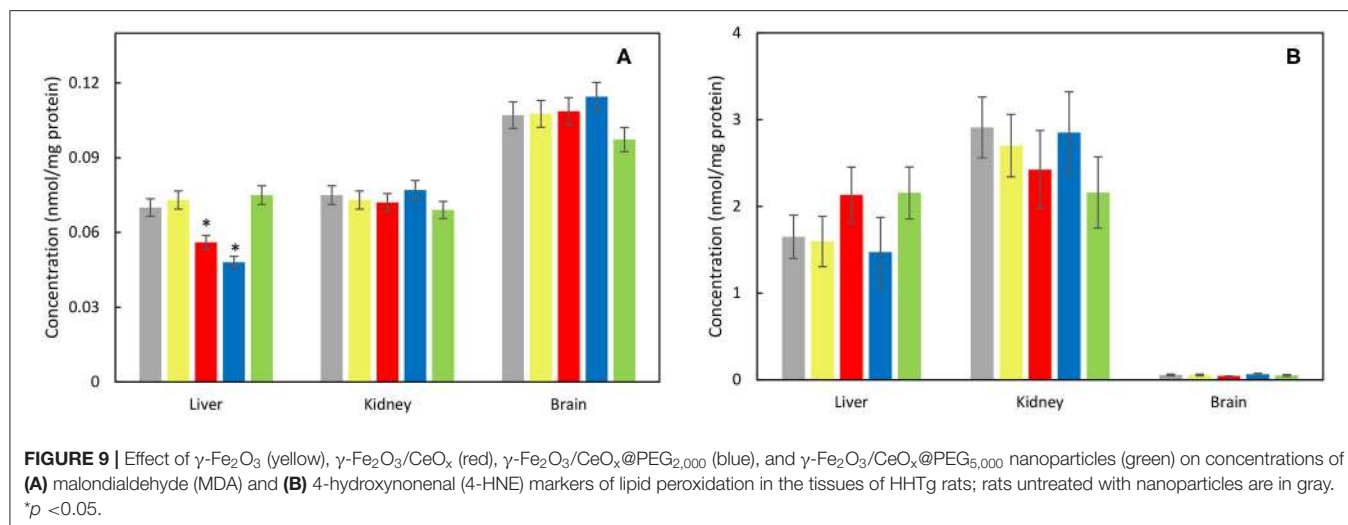 A
Concentration (nmol/mg protein)
0.12
0.09
0.06
0.03
0
*
*
Liver
Kidney
Brain
B
Concentration (nmol/mg protein)
4
3
2
1
0
Liver
Kidney
Brain
FIGURE 9 | Effect of γ-Fe₂O₃ (yellow), γ-Fe₂O₃/CeOₓ (red), γ-Fe₂O₃/CeOₓ@PEG₂,₀₀₀ (blue), and γ-Fe₂O₃/CeOₓ@PEG₅,₀₀₀ nanoparticles (green) on concentrations of
(A) malondialdehyde (MDA) and (B) 4-hydroxynonenal (4-HNE) markers of lipid peroxidation in the tissues of HHTg rats; rats untreated with nanoparticles are in gray.
*p <0.05.